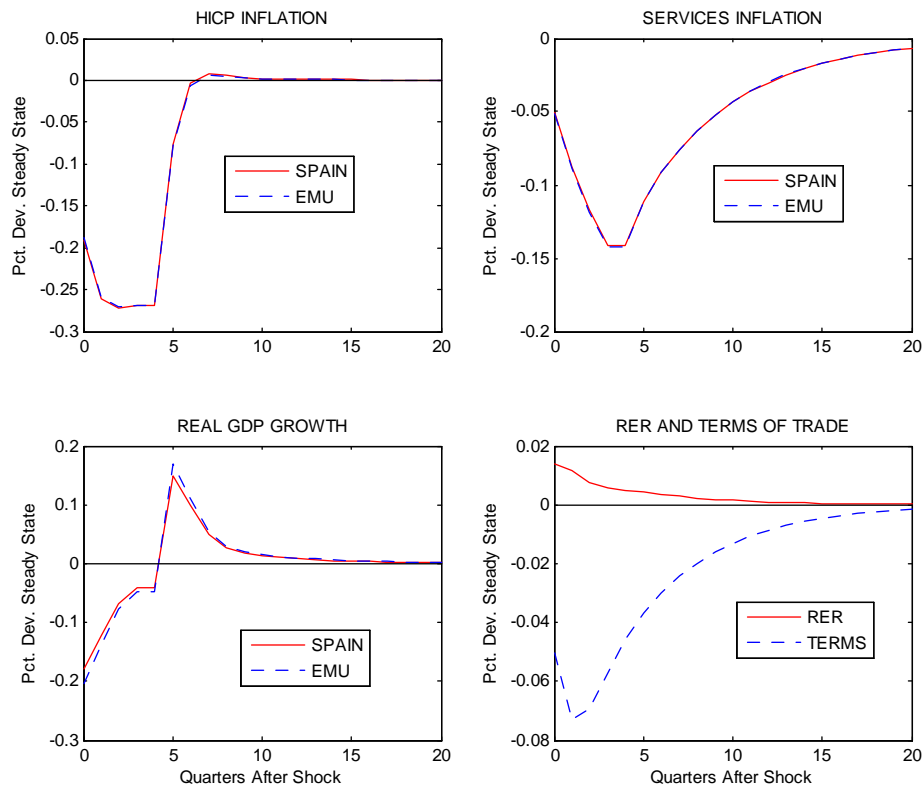 HICP INFLATION
Pct. Dev. Steady State
0.05
0
-0.05
-0.1
-0.15
-0.2
-0.25
-0.3
0
5
10
15
20
SPAIN
EMU
SERVICES INFLATION
Pct. Dev. Steady State
0
-0.05
-0.1
-0.15
-0.2
0
5
10
15
20
SPAIN
EMU
REAL GDP GROWTH
Pct. Dev. Steady State
0.2
0.1
0
-0.1
-0.2
-0.3
0
5
10
15
20
Quarters After Shock
SPAIN
EMU
RER AND TERMS OF TRADE
Pct. Dev. Steady State
0.02
0
-0.02
-0.04
-0.06
-0.08
0
5
10
15
20
Quarters After Shock
RER
TERMS